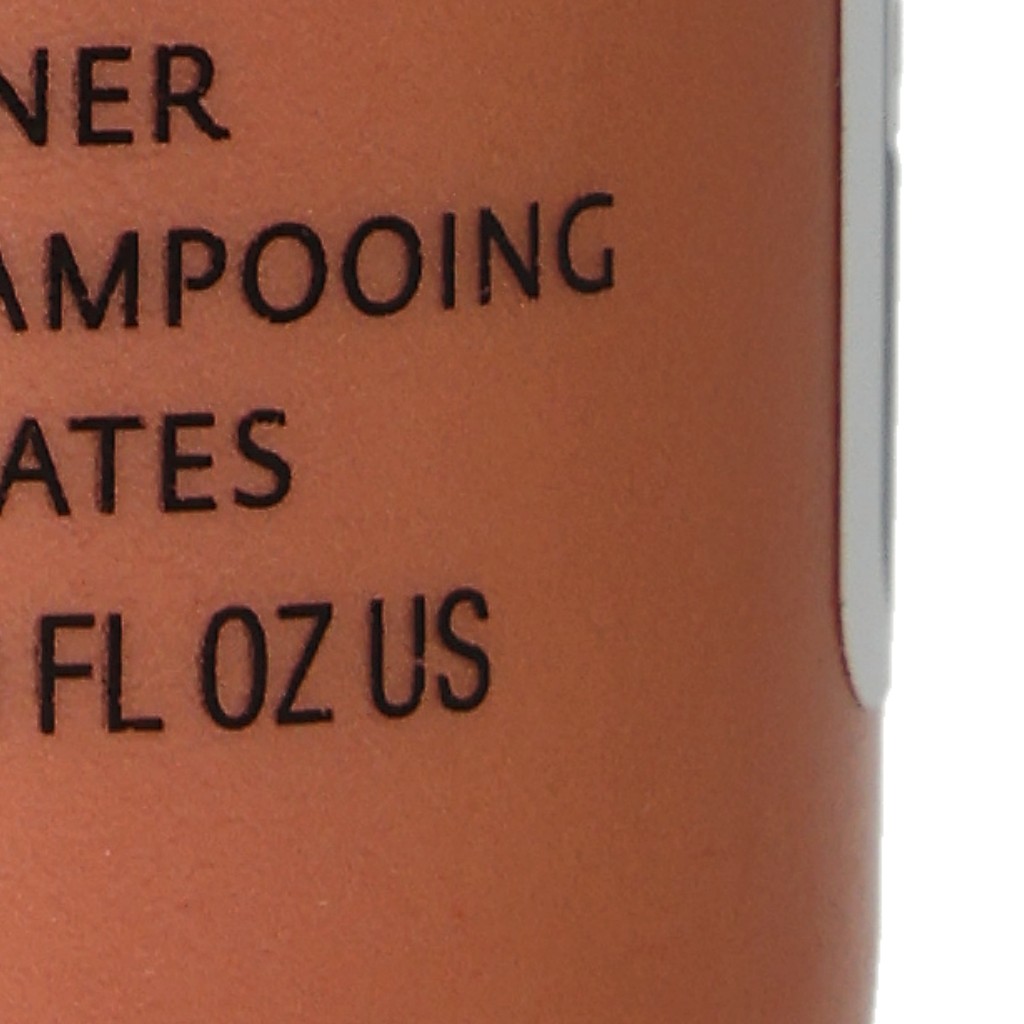 NER
AMPOOING
ATES
FL OZ US